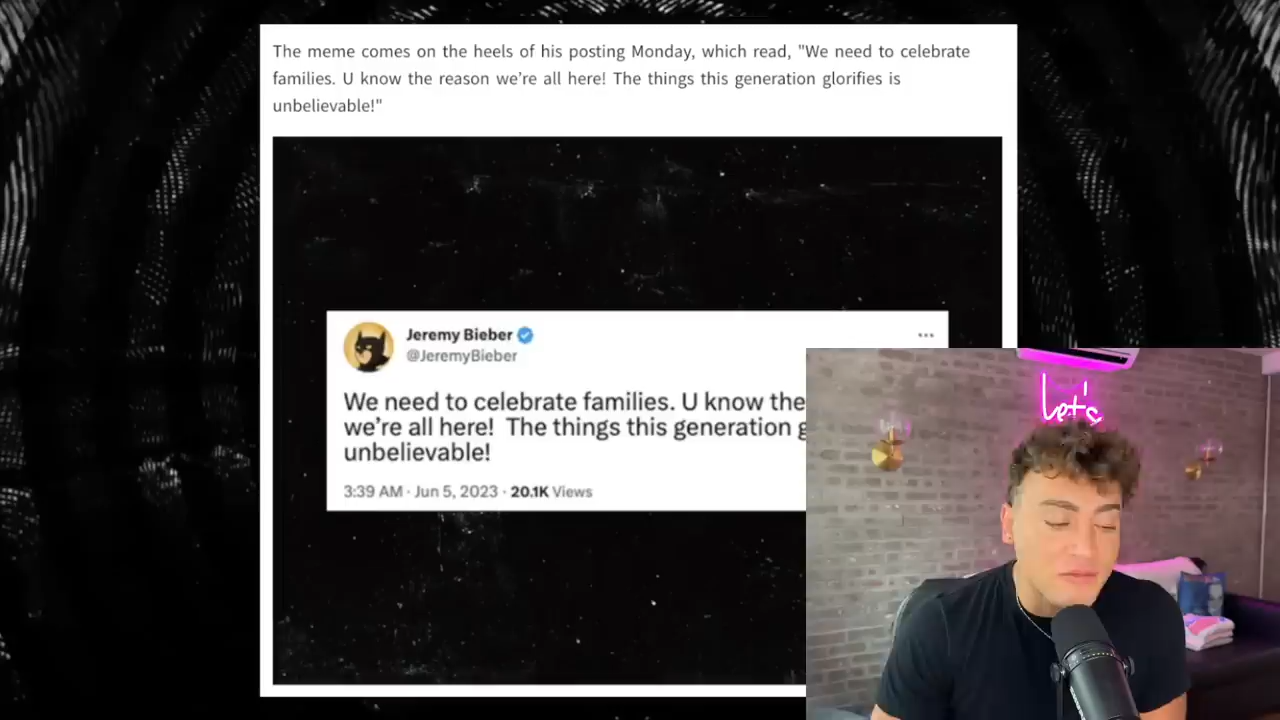 The meme comes on the heels of his posting Monday, which read, "We need to celebrate
families. U know the reason we’re all here! The things this generation glorifies is
unbelievable!"
Jeremy Bieber
@JeremyBieber
We need to celebrate families. U know the
we’re all here!  The things this generation
unbelievable!
3:39 AM · Jun 5, 2023 · 20.1K Views
Let's